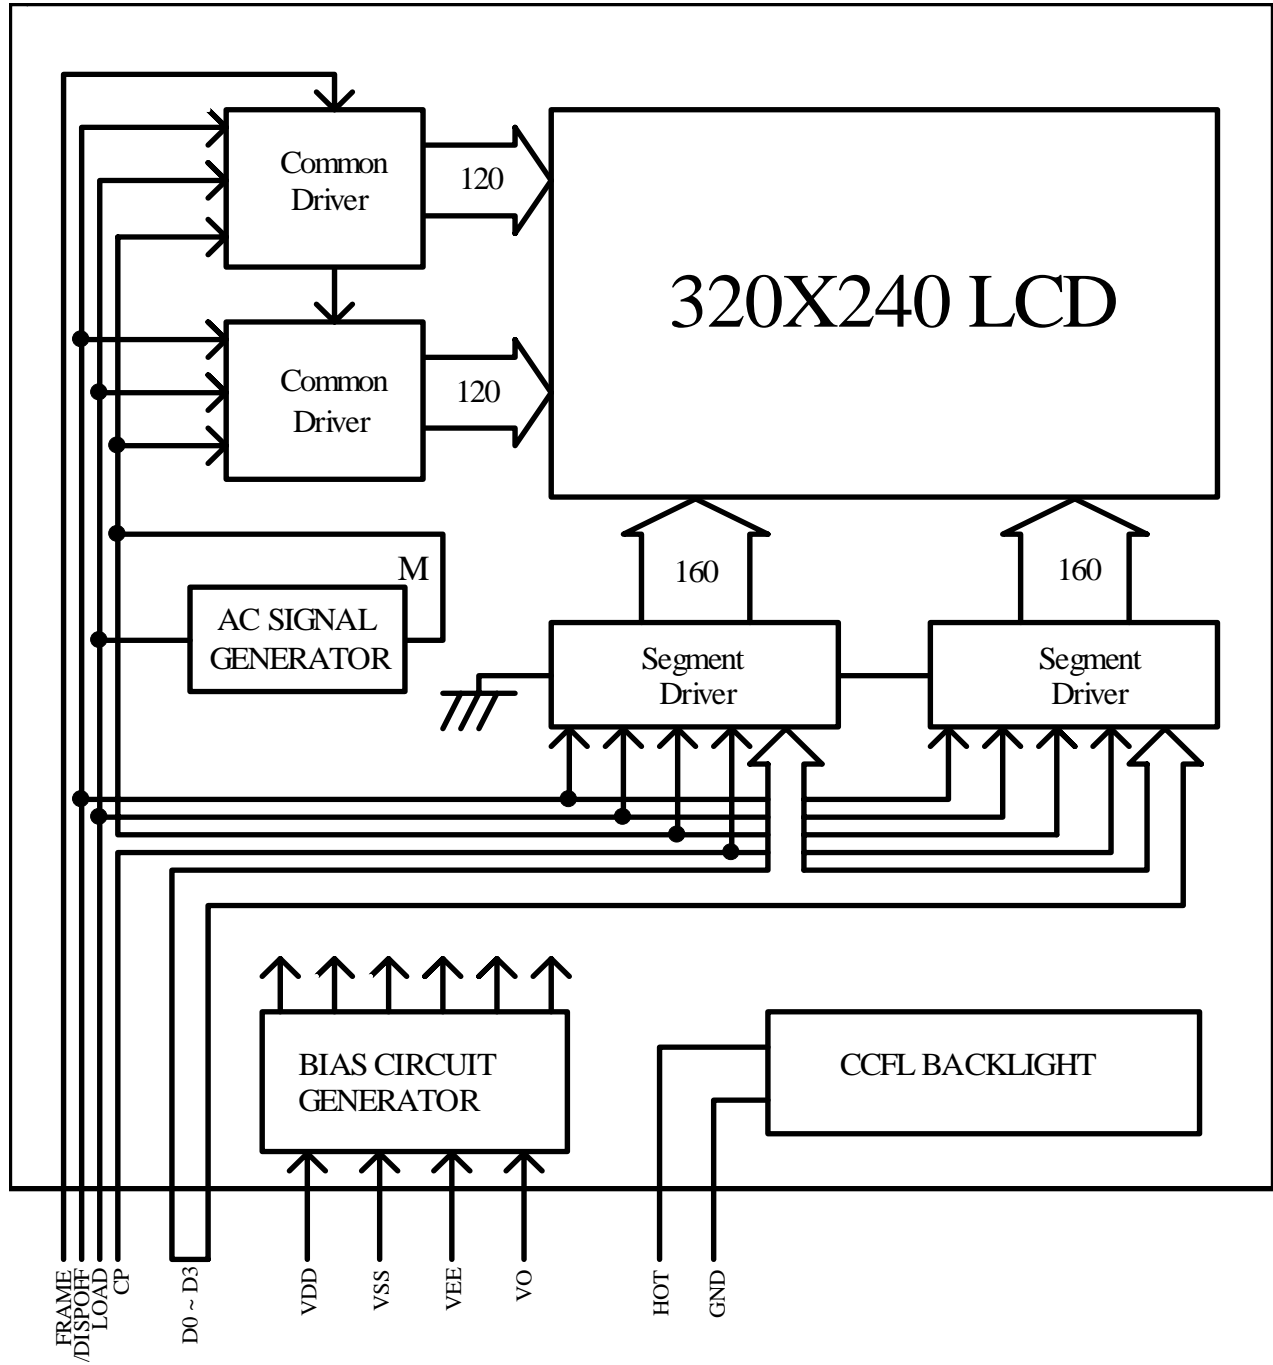 Common
Driver
120
320X240 LCD
Common
Driver
120
M
160
160
AC SIGNAL
GENERATOR
Segment
Driver
Segment
Driver
BIAS CIRCUIT
GENERATOR
CCFL BACKLIGHT
FRAME
/DISPOFF
LOAD
CP
D0 ~ D3
VDD
VSS
VEE
VO
HOT
GND